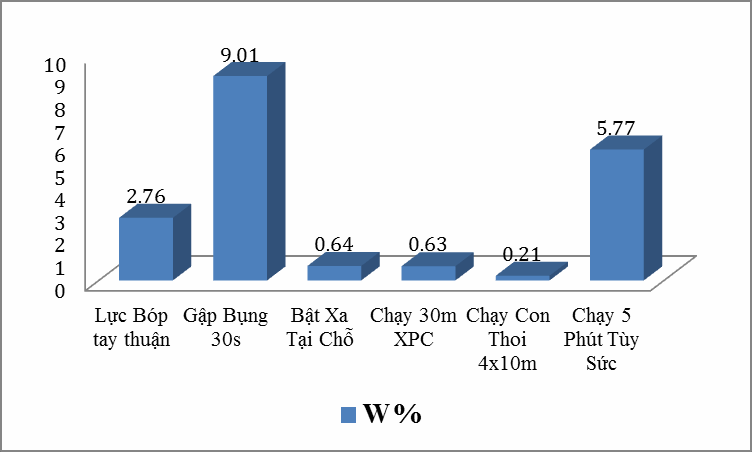 10
9
8
7
6
5
4
3
2
1
0
2.76
9.01
0.64
0.63
0.21
5.77
Lực Bóp
tay thuận
Gập Bụng
30s
Bật Xa
Tại Chỗ
Chạy 30m
XPC
Chạy Con
Thoi
4x10m
Chạy 5
Phút Tùy
Sức
W%